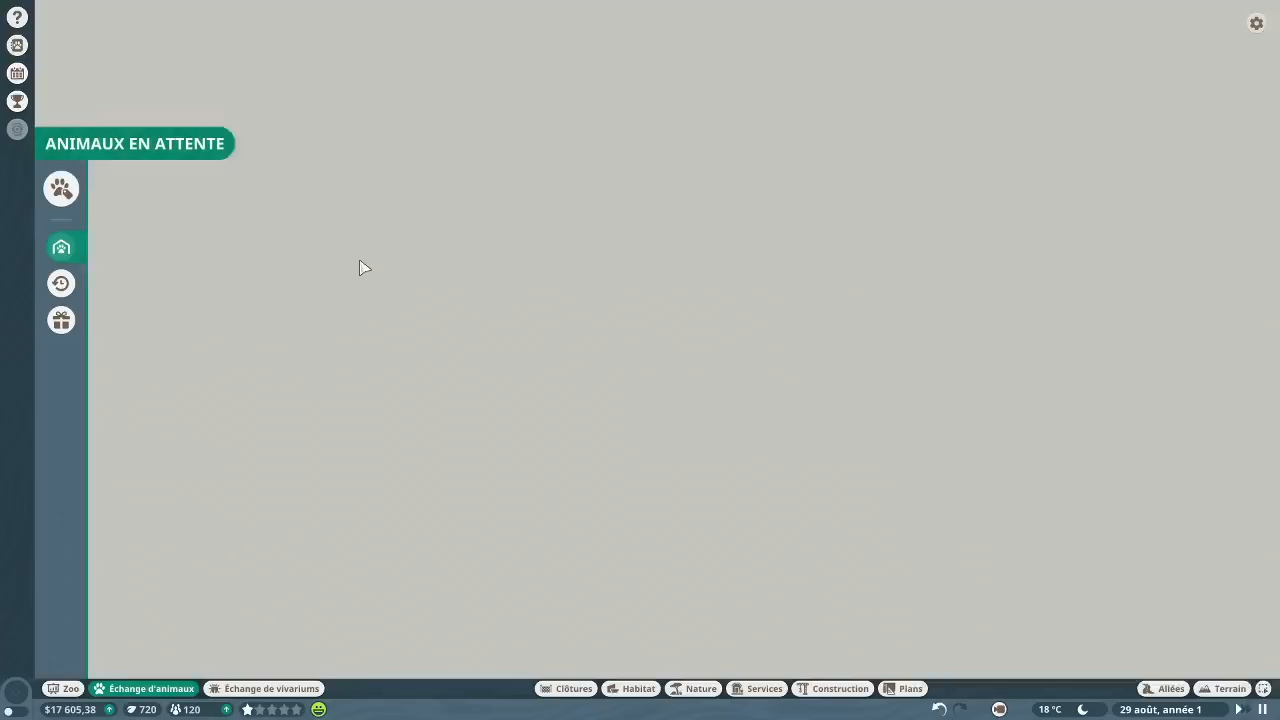 ANIMAUX EN ATTENTE
Zoo
Échange d'animaux
Échange de vivariums
Clôtures
Habitat
Nature
Services
Construction
Plans
Allées
Terrain
$17 605,38
720
120
18 °C
29 août, année 1